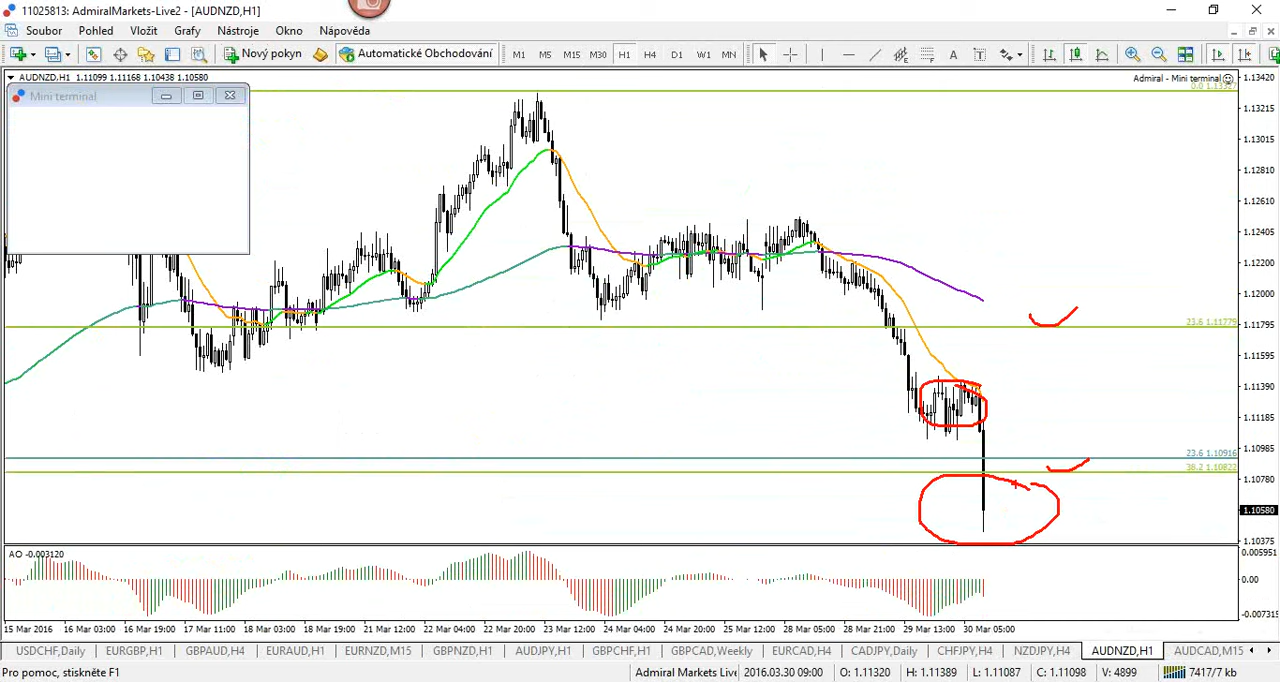 11025813: AdmiralMarkets-Live2 - [AUDNZD,H1]
Soubor Pohled Vložit Grafy Nástroje Okno Nápověda
Nový pokyn Automatické Obchodování M1 M5 M15 M30 H1 H4 D1 W1 MN A T
AUDNZD,H1 1.11099 1.11168 1.10438 1.10580
Admiral - Mini terminal
Mini terminal
0.0 1.13327
1.13420
1.13215
1.13015
1.12810
1.12610
1.12405
1.12200
1.12000
23.6 1.11779
1.11795
1.11595
1.11390
1.11185
23.6 1.10916
1.10985
38.2 1.10822
1.10780
1.10580
1.10375
AO -0.003120
0.005951
0.00
-0.007315
15 Mar 2016 16 Mar 03:00 16 Mar 19:00 17 Mar 11:00 18 Mar 03:00 18 Mar 19:00 21 Mar 12:00 22 Mar 04:00 22 Mar 20:00 23 Mar 12:00 24 Mar 04:00 24 Mar 20:00 25 Mar 12:00 28 Mar 05:00 28 Mar 21:00 29 Mar 13:00 30 Mar 05:00
USDCHF,Daily EURGBP,H1 GBPAUD,H4 EURAUD,H1 EURNZD,M15 GBPNZD,H1 AUDJPY,H1 GBPCHF,H1 GBPCAD,Weekly EURCAD,H4 CADJPY,Daily CHFJPY,H4 NZDJPY,H4 AUDNZD,H1 AUDCAD,M15
Pro pomoc, stiskněte F1 Admiral Markets Live 2016.03.30 09:00 O: 1.11320 H: 1.11389 L: 1.11087 C: 1.11098 V: 4899 7417/7 kb